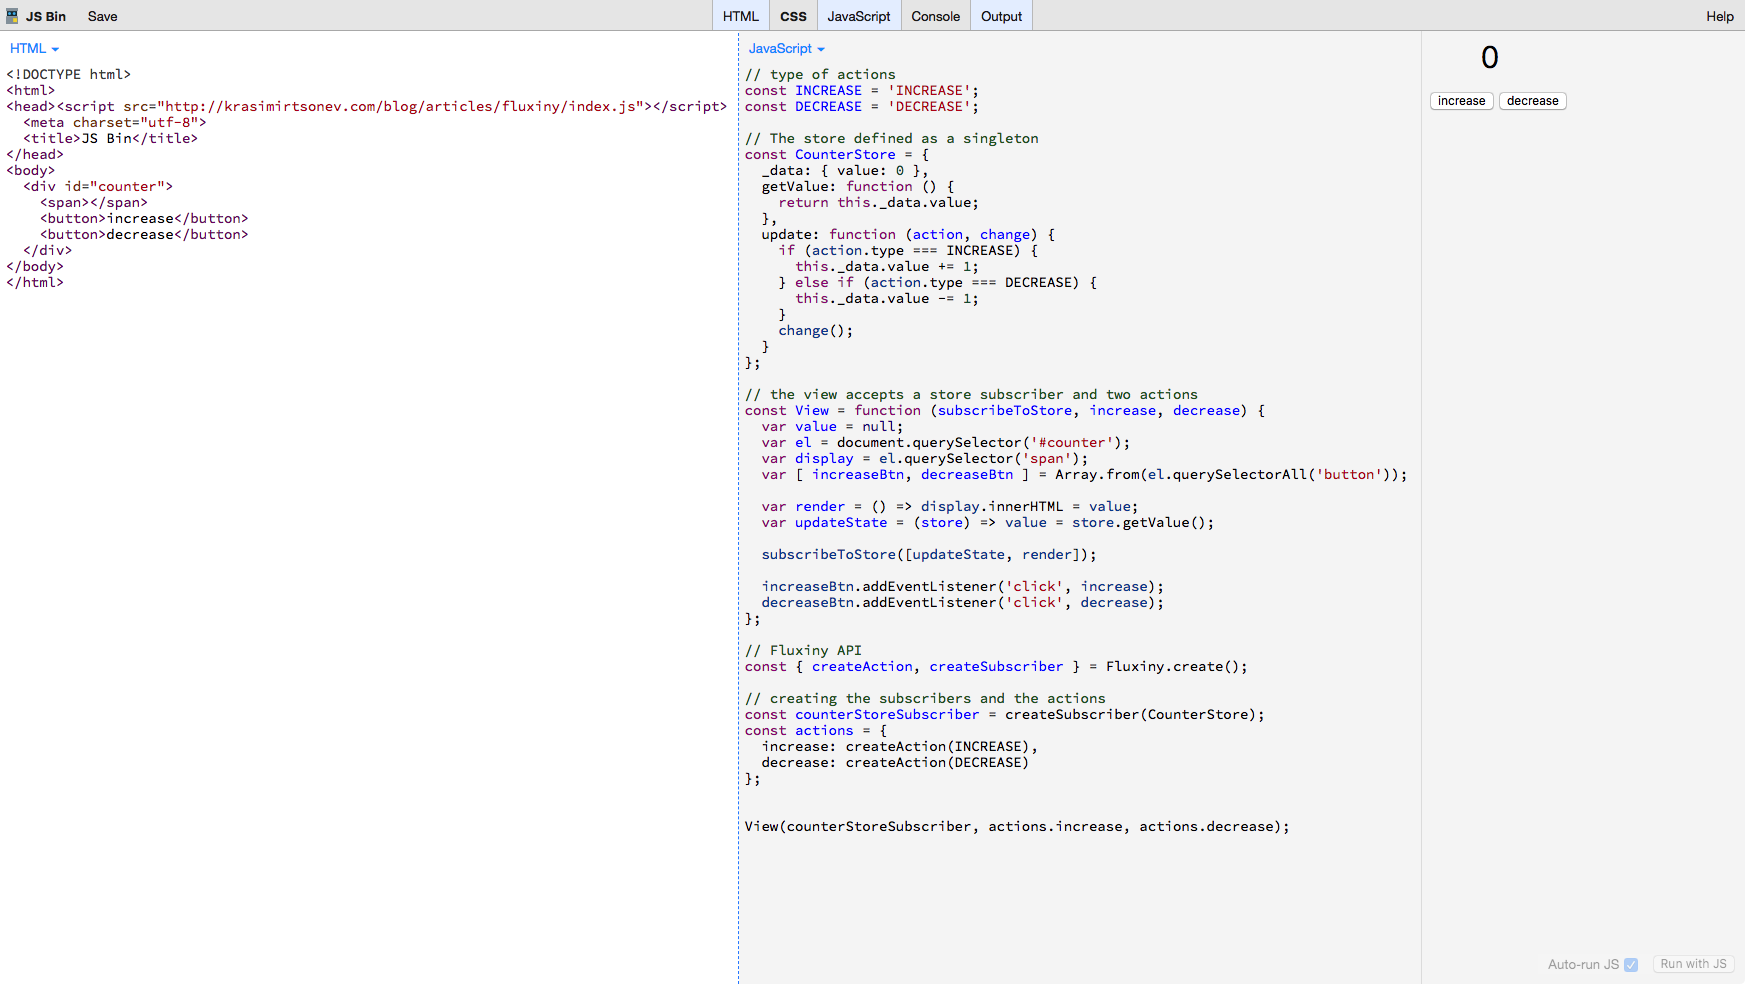 JS Bin Save HTML CSS JavaScript Console Output Help
HTML
<!DOCTYPE html>
<html>
<head><script src="http://krasimirtsonev.com/blog/articles/fluxiny/index.js"></script>
  <meta charset="utf-8">
  <title>JS Bin</title>
</head>
<body>
  <div id="counter">
    <span></span>
    <button>increase</button>
    <button>decrease</button>
  </div>
</body>
</html>
JavaScript
// type of actions
const INCREASE = 'INCREASE';
const DECREASE = 'DECREASE';

// The store defined as a singleton
const CounterStore = {
  _data: { value: 0 },
  getValue: function () {
    return this._data.value;
  },
  update: function (action, change) {
    if (action.type === INCREASE) {
      this._data.value += 1;
    } else if (action.type === DECREASE) {
      this._data.value -= 1;
    }
    change();
  }
};

// the view accepts a store subscriber and two actions
const View = function (subscribeToStore, increase, decrease) {
  var value = null;
  var el = document.querySelector('#counter');
  var display = el.querySelector('span');
  var [ increaseBtn, decreaseBtn ] = Array.from(el.querySelectorAll('button'));

  var render = () => display.innerHTML = value;
  var updateState = (store) => value = store.getValue();

  subscribeToStore([updateState, render]);

  increaseBtn.addEventListener('click', increase);
  decreaseBtn.addEventListener('click', decrease);
};

// Fluxiny API
const { createAction, createSubscriber } = Fluxiny.create();

// creating the subscribers and the actions
const counterStoreSubscriber = createSubscriber(CounterStore);
const actions = {
  increase: createAction(INCREASE),
  decrease: createAction(DECREASE)
};

View(counterStoreSubscriber, actions.increase, actions.decrease);
0
increase decrease
Auto-run JS Run with JS